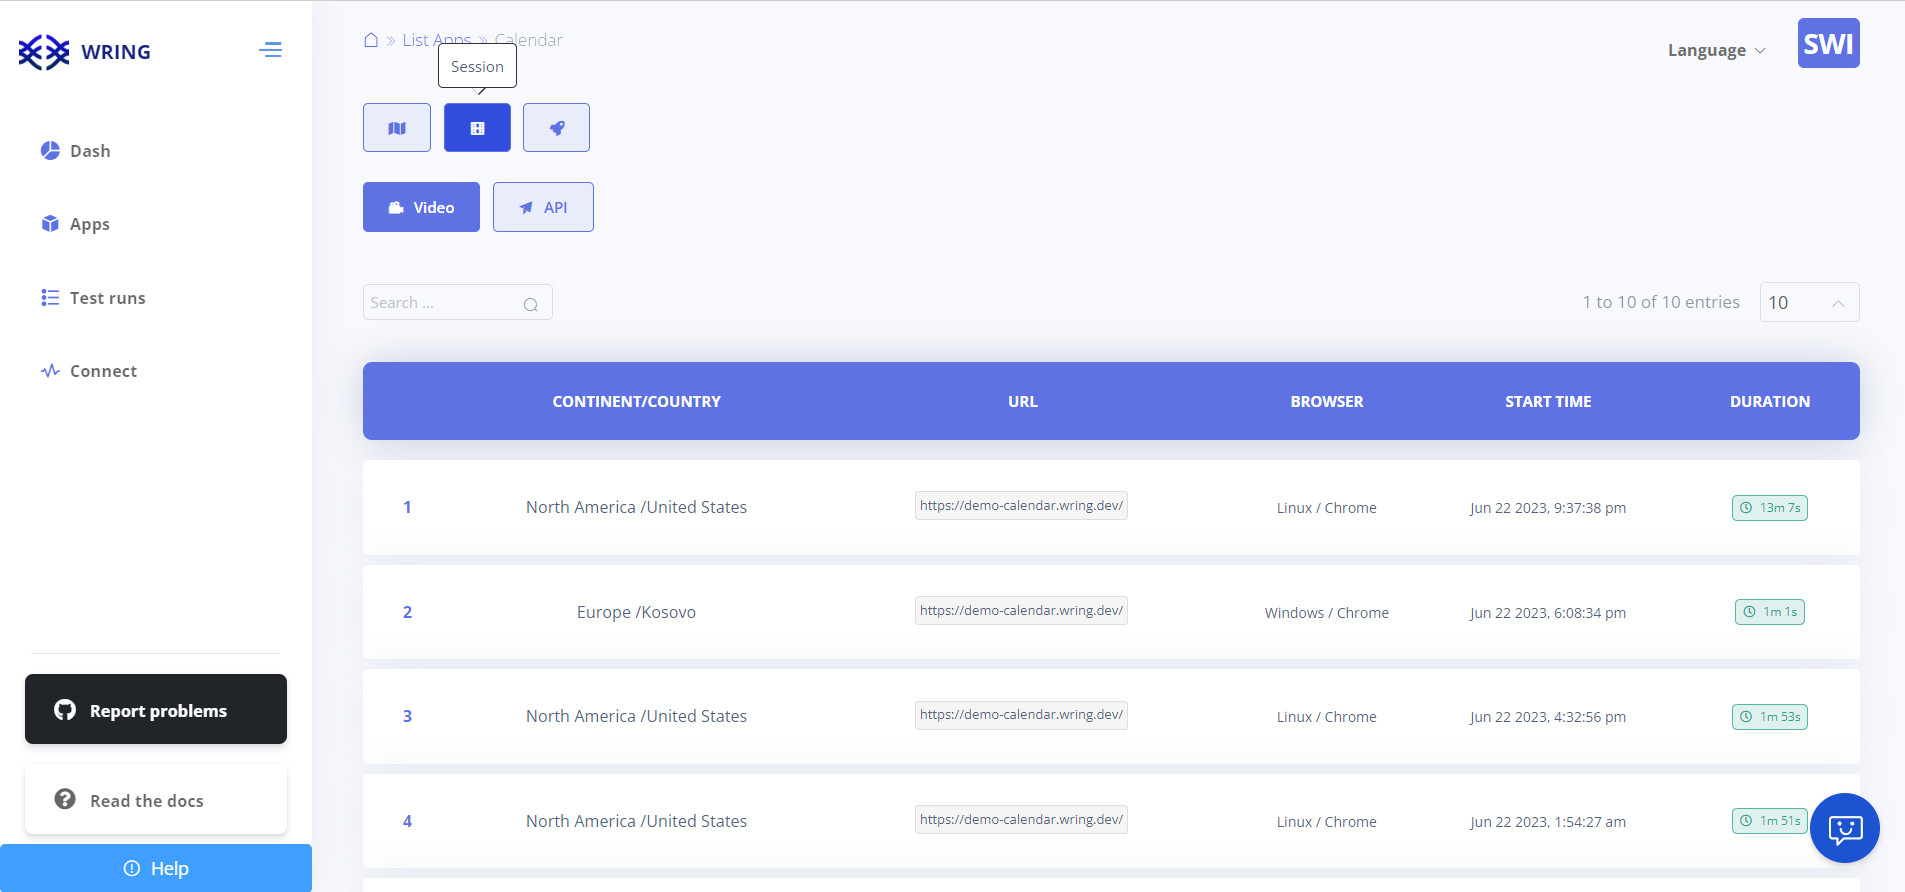 WRING
List Apps » Calendar
Session
Language
SWI
Dash
Apps
Test runs
Connect
Video
API
Search ...
1 to 10 of 10 entries
10
CONTINENT/COUNTRY URL BROWSER START TIME DURATION
1 North America /United States https://demo-calendar.wring.dev/ Linux / Chrome Jun 22 2023, 9:37:38 pm 13m 7s
2 Europe /Kosovo https://demo-calendar.wring.dev/ Windows / Chrome Jun 22 2023, 6:08:34 pm 1m 1s
3 North America /United States https://demo-calendar.wring.dev/ Linux / Chrome Jun 22 2023, 4:32:56 pm 1m 53s
4 North America /United States https://demo-calendar.wring.dev/ Linux / Chrome Jun 22 2023, 1:54:27 am 1m 51s
Report problems
Read the docs
Help